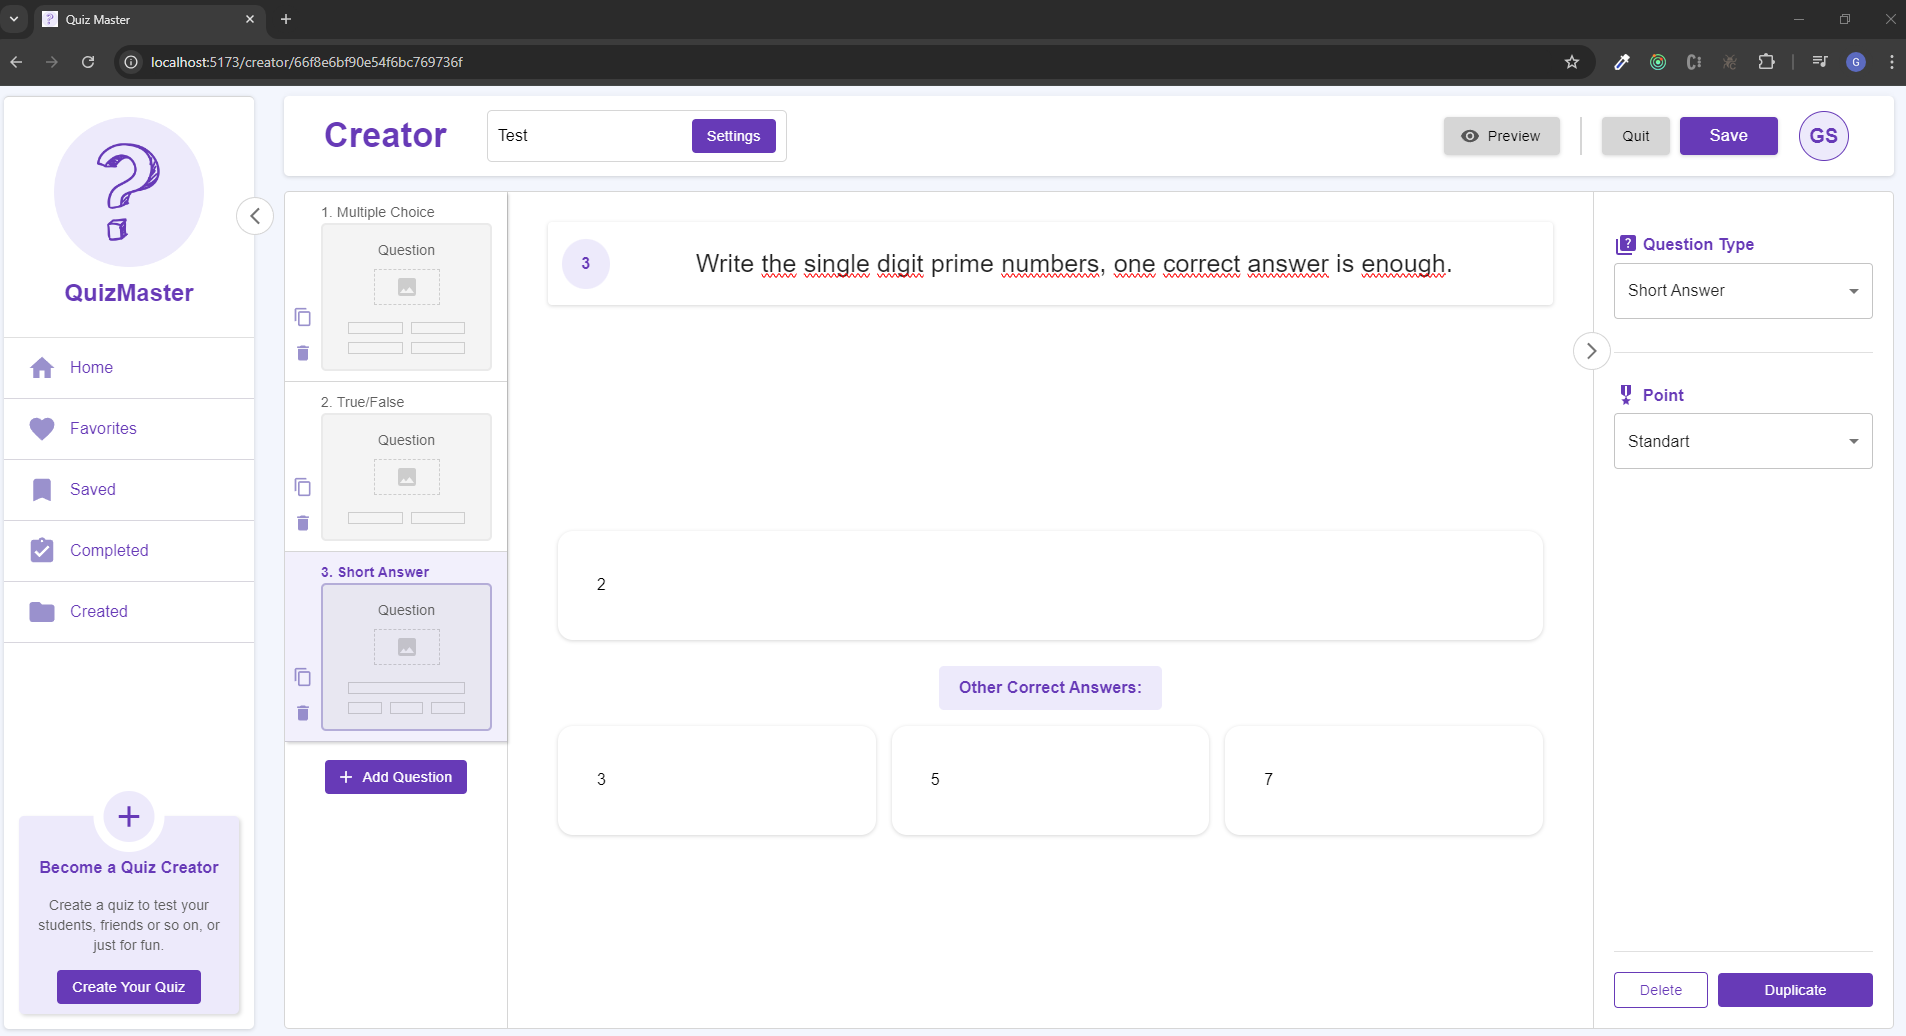 Quiz Master
localhost:5173/creator/66f8e6bf90e54f6bc769736f
G
QuizMaster
Home
Favorites
Saved
Completed
Created
Become a Quiz Creator
Create a quiz to test your
students, friends or so on, or
just for fun.
Create Your Quiz
Creator
Test
Settings
Preview
Quit
Save
GS
1. Multiple Choice
Question
2. True/False
Question
3. Short Answer
Question
Add Question
3
Write the single digit prime numbers, one correct answer is enough.
2
Other Correct Answers:
3
5
7
Question Type
Short Answer
Point
Standart
Delete
Duplicate